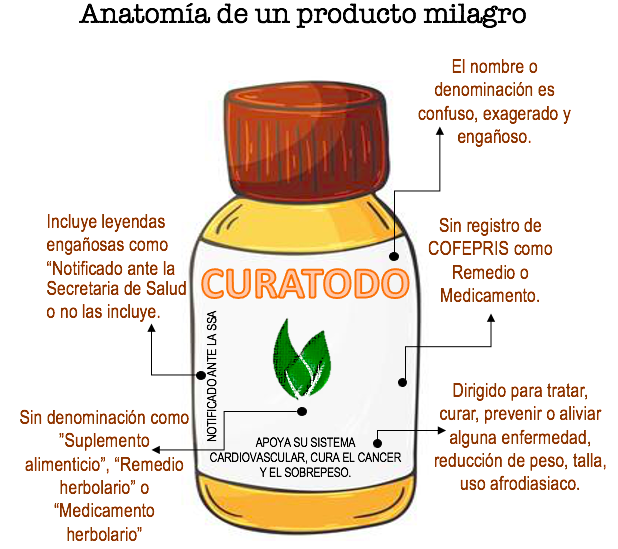 Anatomía de un producto milagro
El nombre o
denominación es
confuso, exagerado y
engañoso.
Incluye leyendas
engañosas como
“Notificado ante la
Secretaria de Salud
o no las incluye.
Sin registro de
COFEPRIS como
Remedio o
Medicamento.
CURATODO
NOTIFICADO ANTE LA SSA
APOYA SU SISTEMA
CARDIOVASCULAR, CURA EL CANCER
Y EL SOBREPESO.
Sin denominación como
”Suplemento
alimenticio”, “Remedio
herbolario” o
“Medicamento
herbolario”
Dirigido para tratar,
curar, prevenir o aliviar
alguna enfermedad,
reducción de peso, talla,
uso afrodiasiaco.